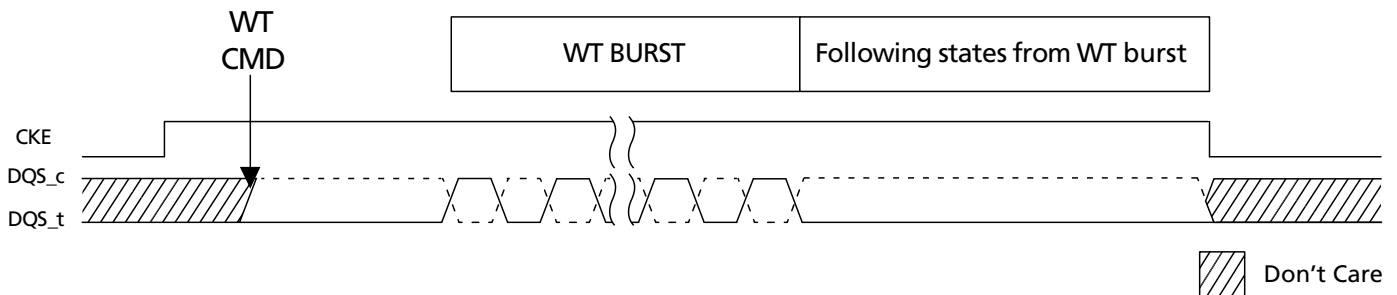 WT
CMD
WT BURST
Following states from WT burst
CKE
DQS_c
DQS_t
Don't Care